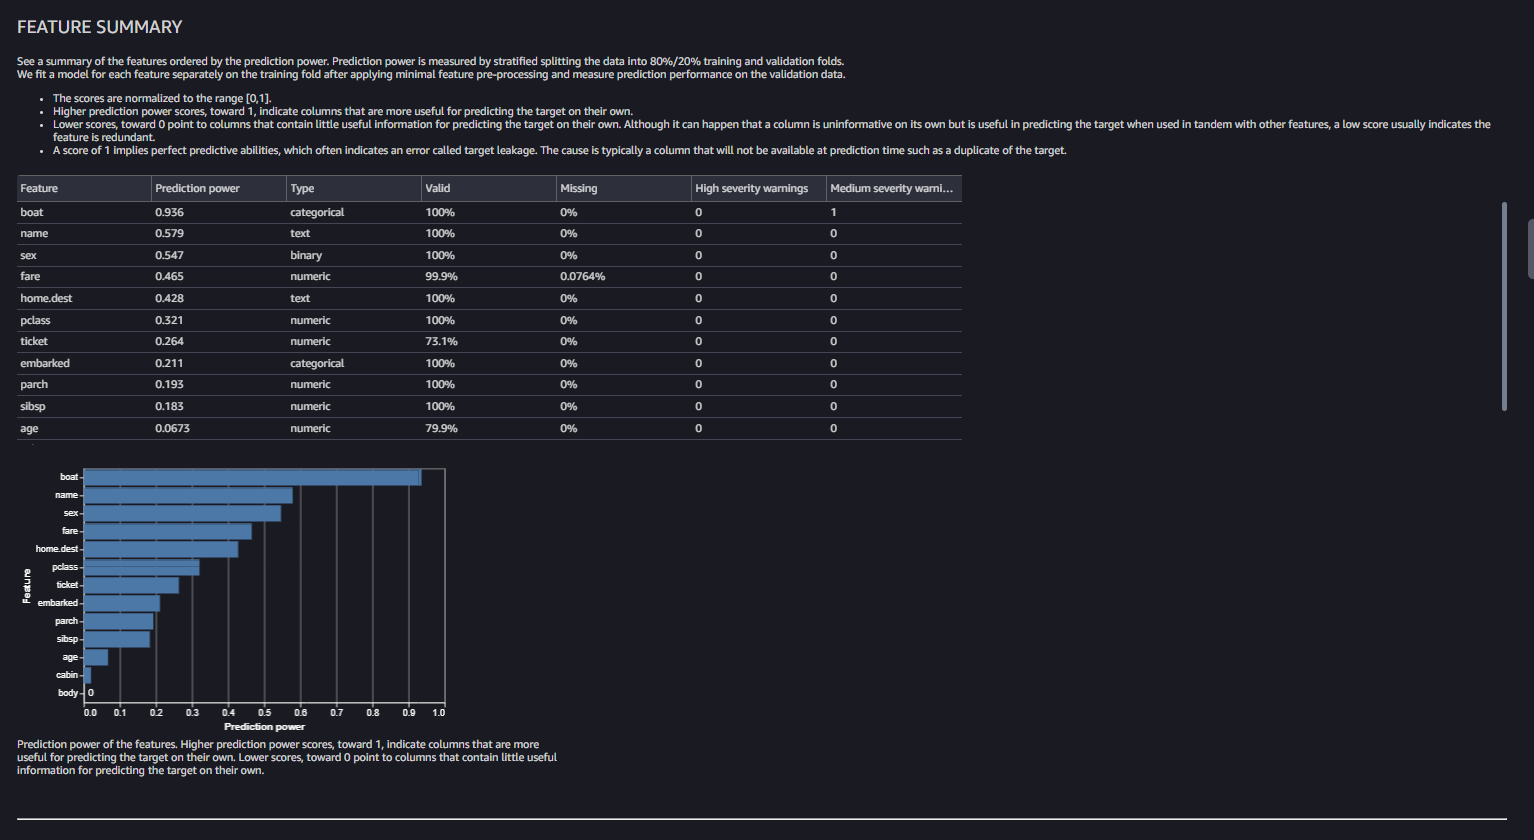 FEATURE SUMMARY
See a summary of the features ordered by the prediction power. Prediction power is measured by stratified splitting the data into 80%/20% training and validation folds.
We fit a model for each feature separately on the training fold after applying minimal feature pre-processing and measure prediction performance on the validation data.
• The scores are normalized to the range [0,1].
• Higher prediction power scores, toward 1, indicate columns that are more useful for predicting the target on their own.
• Lower scores, toward 0 point to columns that contain little useful information for predicting the target on their own. Although it can happen that a column is uninformative on its own but is useful in predicting the target when used in tandem with other features, a low score usually indicates the
feature is redundant.
• A score of 1 implies perfect predictive abilities, which often indicates an error called target leakage. The cause is typically a column that will not be available at prediction time such as a duplicate of the target.
Feature Prediction power Type Valid Missing High severity warnings Medium severity warni...
boat 0.936 categorical 100% 0% 0 1
name 0.579 text 100% 0% 0 0
sex 0.547 binary 100% 0% 0 0
fare 0.465 numeric 99.9% 0.0764% 0 0
home.dest 0.428 text 100% 0% 0 0
pclass 0.321 numeric 100% 0% 0 0
ticket 0.264 numeric 73.1% 0% 0 0
embarked 0.211 categorical 100% 0% 0 0
parch 0.193 numeric 100% 0% 0 0
sibsp 0.183 numeric 100% 0% 0 0
age 0.0673 numeric 79.9% 0% 0 0
Feature
boat
name
sex
fare
home.dest
pclass
ticket
embarked
parch
sibsp
age
cabin
body 0
0.0 0.1 0.2 0.3 0.4 0.5 0.6 0.7 0.8 0.9 1.0
Prediction power
Prediction power of the features. Higher prediction power scores, toward 1, indicate columns that are more
useful for predicting the target on their own. Lower scores, toward 0 point to columns that contain little useful
information for predicting the target on their own.